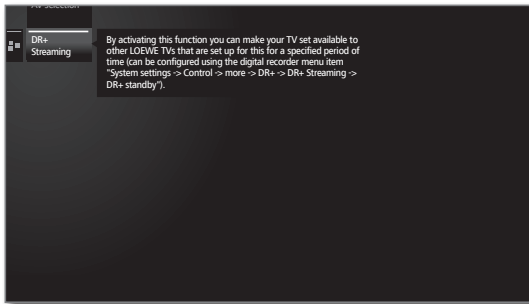 AV selection
DR+
Streaming
By activating this function you can make your TV set available to
other LOEWE TVs that are set up for this for a specified period of
time (can be configured using the digital recorder menu item
"System settings -> Control -> more -> DR+ -> DR+ Streaming ->
DR+ standby").